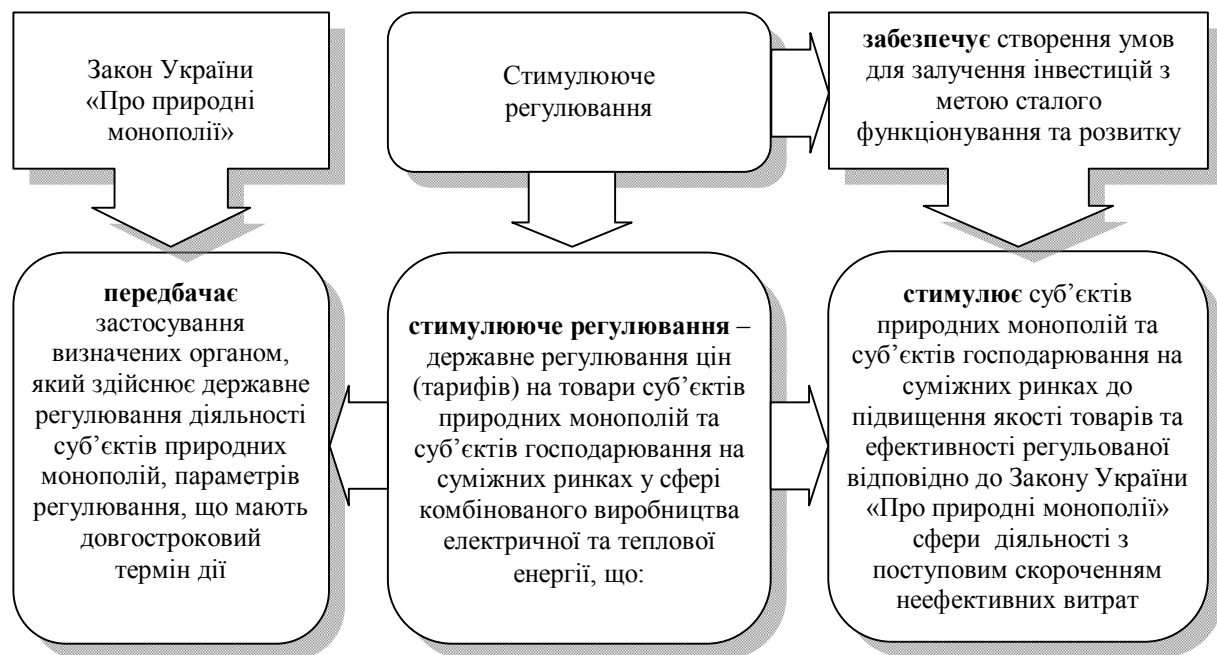 Закон України
«Про природні
монополії»
Стимулююче
регулювання
забезпечує створення умов
для залучення інвестицій з
метою сталого
функціонування та розвитку
передбачає
застосування
визначених органом,
який здійснює державне
регулювання діяльності
суб’єктів природних
монополій, параметрів
регулювання, що мають
довгостроковий
термін дії
стимулююче регулювання –
державне регулювання цін
(тарифів) на товари суб’єктів
природних монополій та
суб’єктів господарювання на
суміжних ринках у сфері
комбінованого виробництва
електричної та теплової
енергії, що:
стимулює суб’єктів
природних монополій та
суб’єктів господарювання на
суміжних ринках до
підвищення якості товарів та
ефективності регульованої
відповідно до Закону України
«Про природні монополії»
сфери діяльності з
поступовим скороченням
неефективних витрат